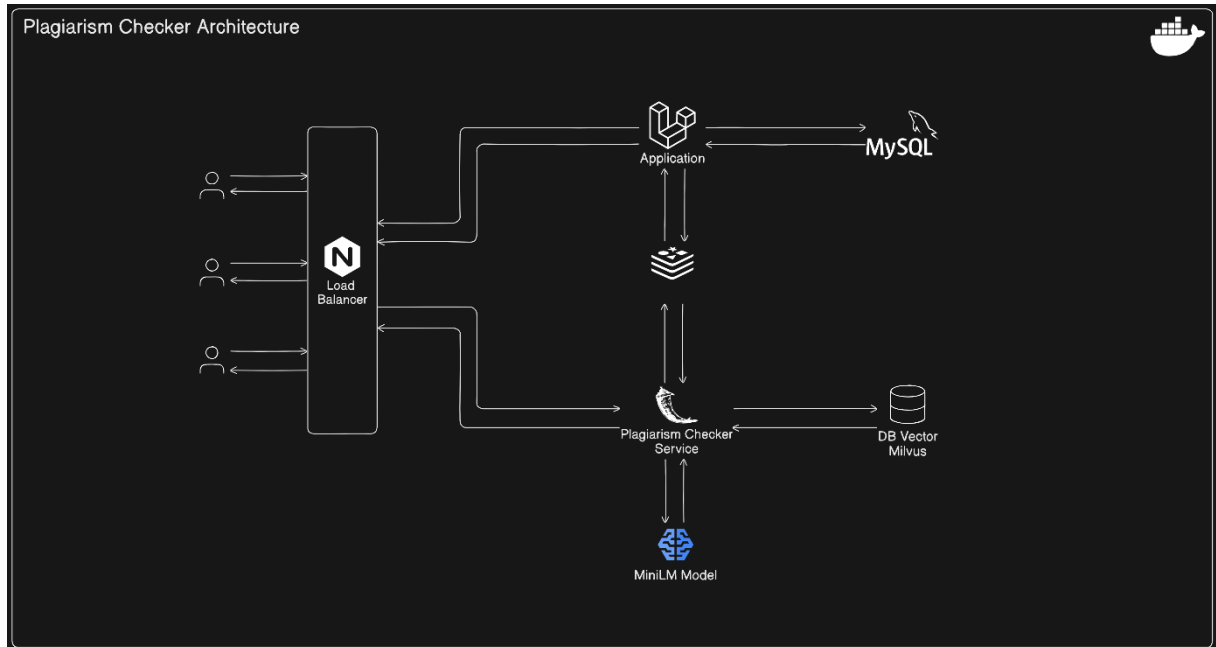 Plagiarism Checker Architecture
Application
MySQL
N
Load
Balancer
Plagiarism Checker
Service
DB Vector
Milvus
MiniLM Model